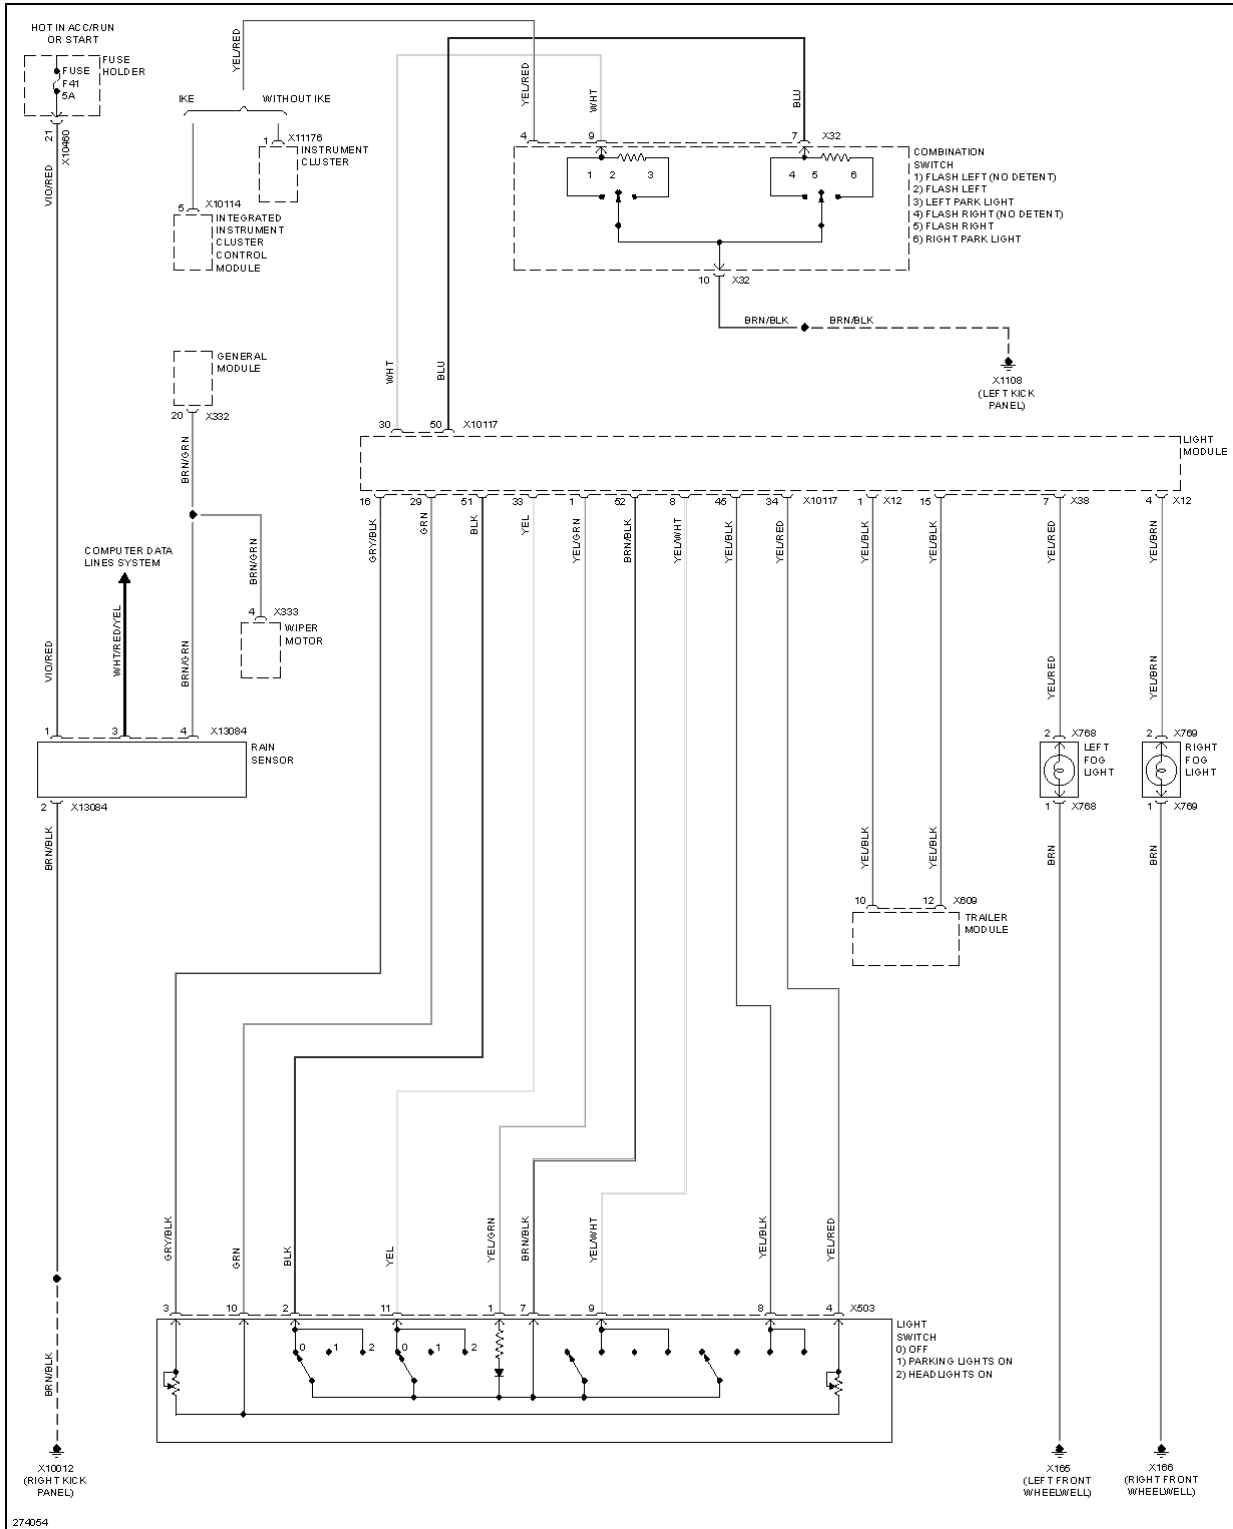 HOT IN ACC/RUN
OR START
FUSE
HOLDER
FUSE
F41
5A
21
X10460
VIO/RED
YEL/RED
IKE
WITHOUT IKE
1
X11176
INSTRUMENT
CLUSTER
5
X10114
INTEGRATED
INSTRUMENT
CLUSTER
CONTROL
MODULE
YEL/RED
WHT
BLU
4
9
7
X32
1
2
3
4
5
6
COMBINATION
SWITCH
1) FLASH LEFT (NO DETENT)
2) FLASH LEFT
3) LEFT PARK LIGHT
4) FLASH RIGHT (NO DETENT)
5) FLASH RIGHT
6) RIGHT PARK LIGHT
10
X32
BRN/BLK
BRN/BLK
X1108
(LEFT KICK
PANEL)
GENERAL
MODULE
20
X332
BRN/GRN
WHT
BLU
30
50
X10117
LIGHT
MODULE
16
29
51
33
1
52
8
45
34
X10117
1
X12
15
7
X38
4
X12
GRY/BLK
GRN
BLK
YEL
YEL/GRN
BRN/BLK
YEL/WHT
YEL/BLK
YEL/RED
YEL/BLK
YEL/BLK
YEL/RED
YEL/BRN
COMPUTER DATA
LINES SYSTEM
BRN/GRN
4
X333
WIPER
MOTOR
VIO/RED
WHT/RED/YEL
BRN/GRN
YEL/RED
YEL/BRN
1
3
4
X13084
RAIN
SENSOR
2
X13084
BRN/BLK
2
X768
LEFT
FOG
LIGHT
1
X768
2
X769
RIGHT
FOG
LIGHT
1
X769
YEL/BLK
YEL/BLK
BRN
BRN
10
12
X609
TRAILER
MODULE
GRY/BLK
GRN
BLK
YEL
YEL/GRN
BRN/BLK
YEL/WHT
YEL/BLK
YEL/RED
3
10
2
11
1
7
9
8
4
X503
0
1
2
0
1
2
LIGHT
SWITCH
0) OFF
1) PARKING LIGHTS ON
2) HEADLIGHTS ON
BRN/BLK
X10012
(RIGHT KICK
PANEL)
X165
(LEFT FRONT
WHEELWELL)
X166
(RIGHT FRONT
WHEELWELL)
274054